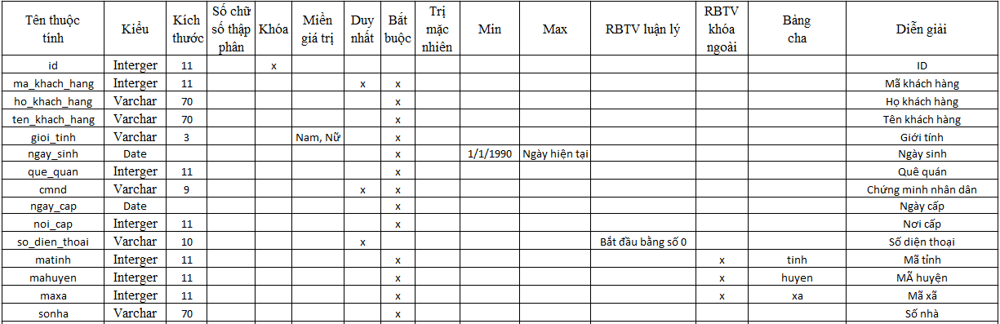 Tên thuộc tính | Kiểu | Kích thước | Số chữ số thập phân | Khóa | Miền giá trị | Duy nhất | Bắt buộc | Trị mặc nhiên | Min | Max | RBTV luận lý | RBTV khóa ngoài | Bảng cha | Diễn giải
id | Interger | 11 | x | ID
ma_khach_hang | Interger | 11 | x | x | Mã khách hàng
ho_khach_hang | Varchar | 70 | x | Họ khách hàng
ten_khach_hang | Varchar | 70 | x | Tên khách hàng
gioi_tinh | Varchar | 3 | Nam, Nữ | x | Giới tính
ngay_sinh | Date | x | 1/1/1990 | Ngày hiện tại | Ngày sinh
que_quan | Interger | 11 | x | Quê quán
cmnd | Varchar | 9 | x | x | Chứng minh nhân dân
ngay_cap | Date | x | Ngày cấp
noi_cap | Interger | 11 | x | Nơi cấp
so_dien_thoai | Varchar | 10 | x | Bắt đầu bằng số 0 | Số diện thoại
matinh | Interger | 11 | x | x | tinh | Mã tỉnh
mahuyen | Interger | 11 | x | x | huyen | MÃ huyện
maxa | Interger | 11 | x | x | xa | Mã xã
sonha | Varchar | 70 | x | Số nhà